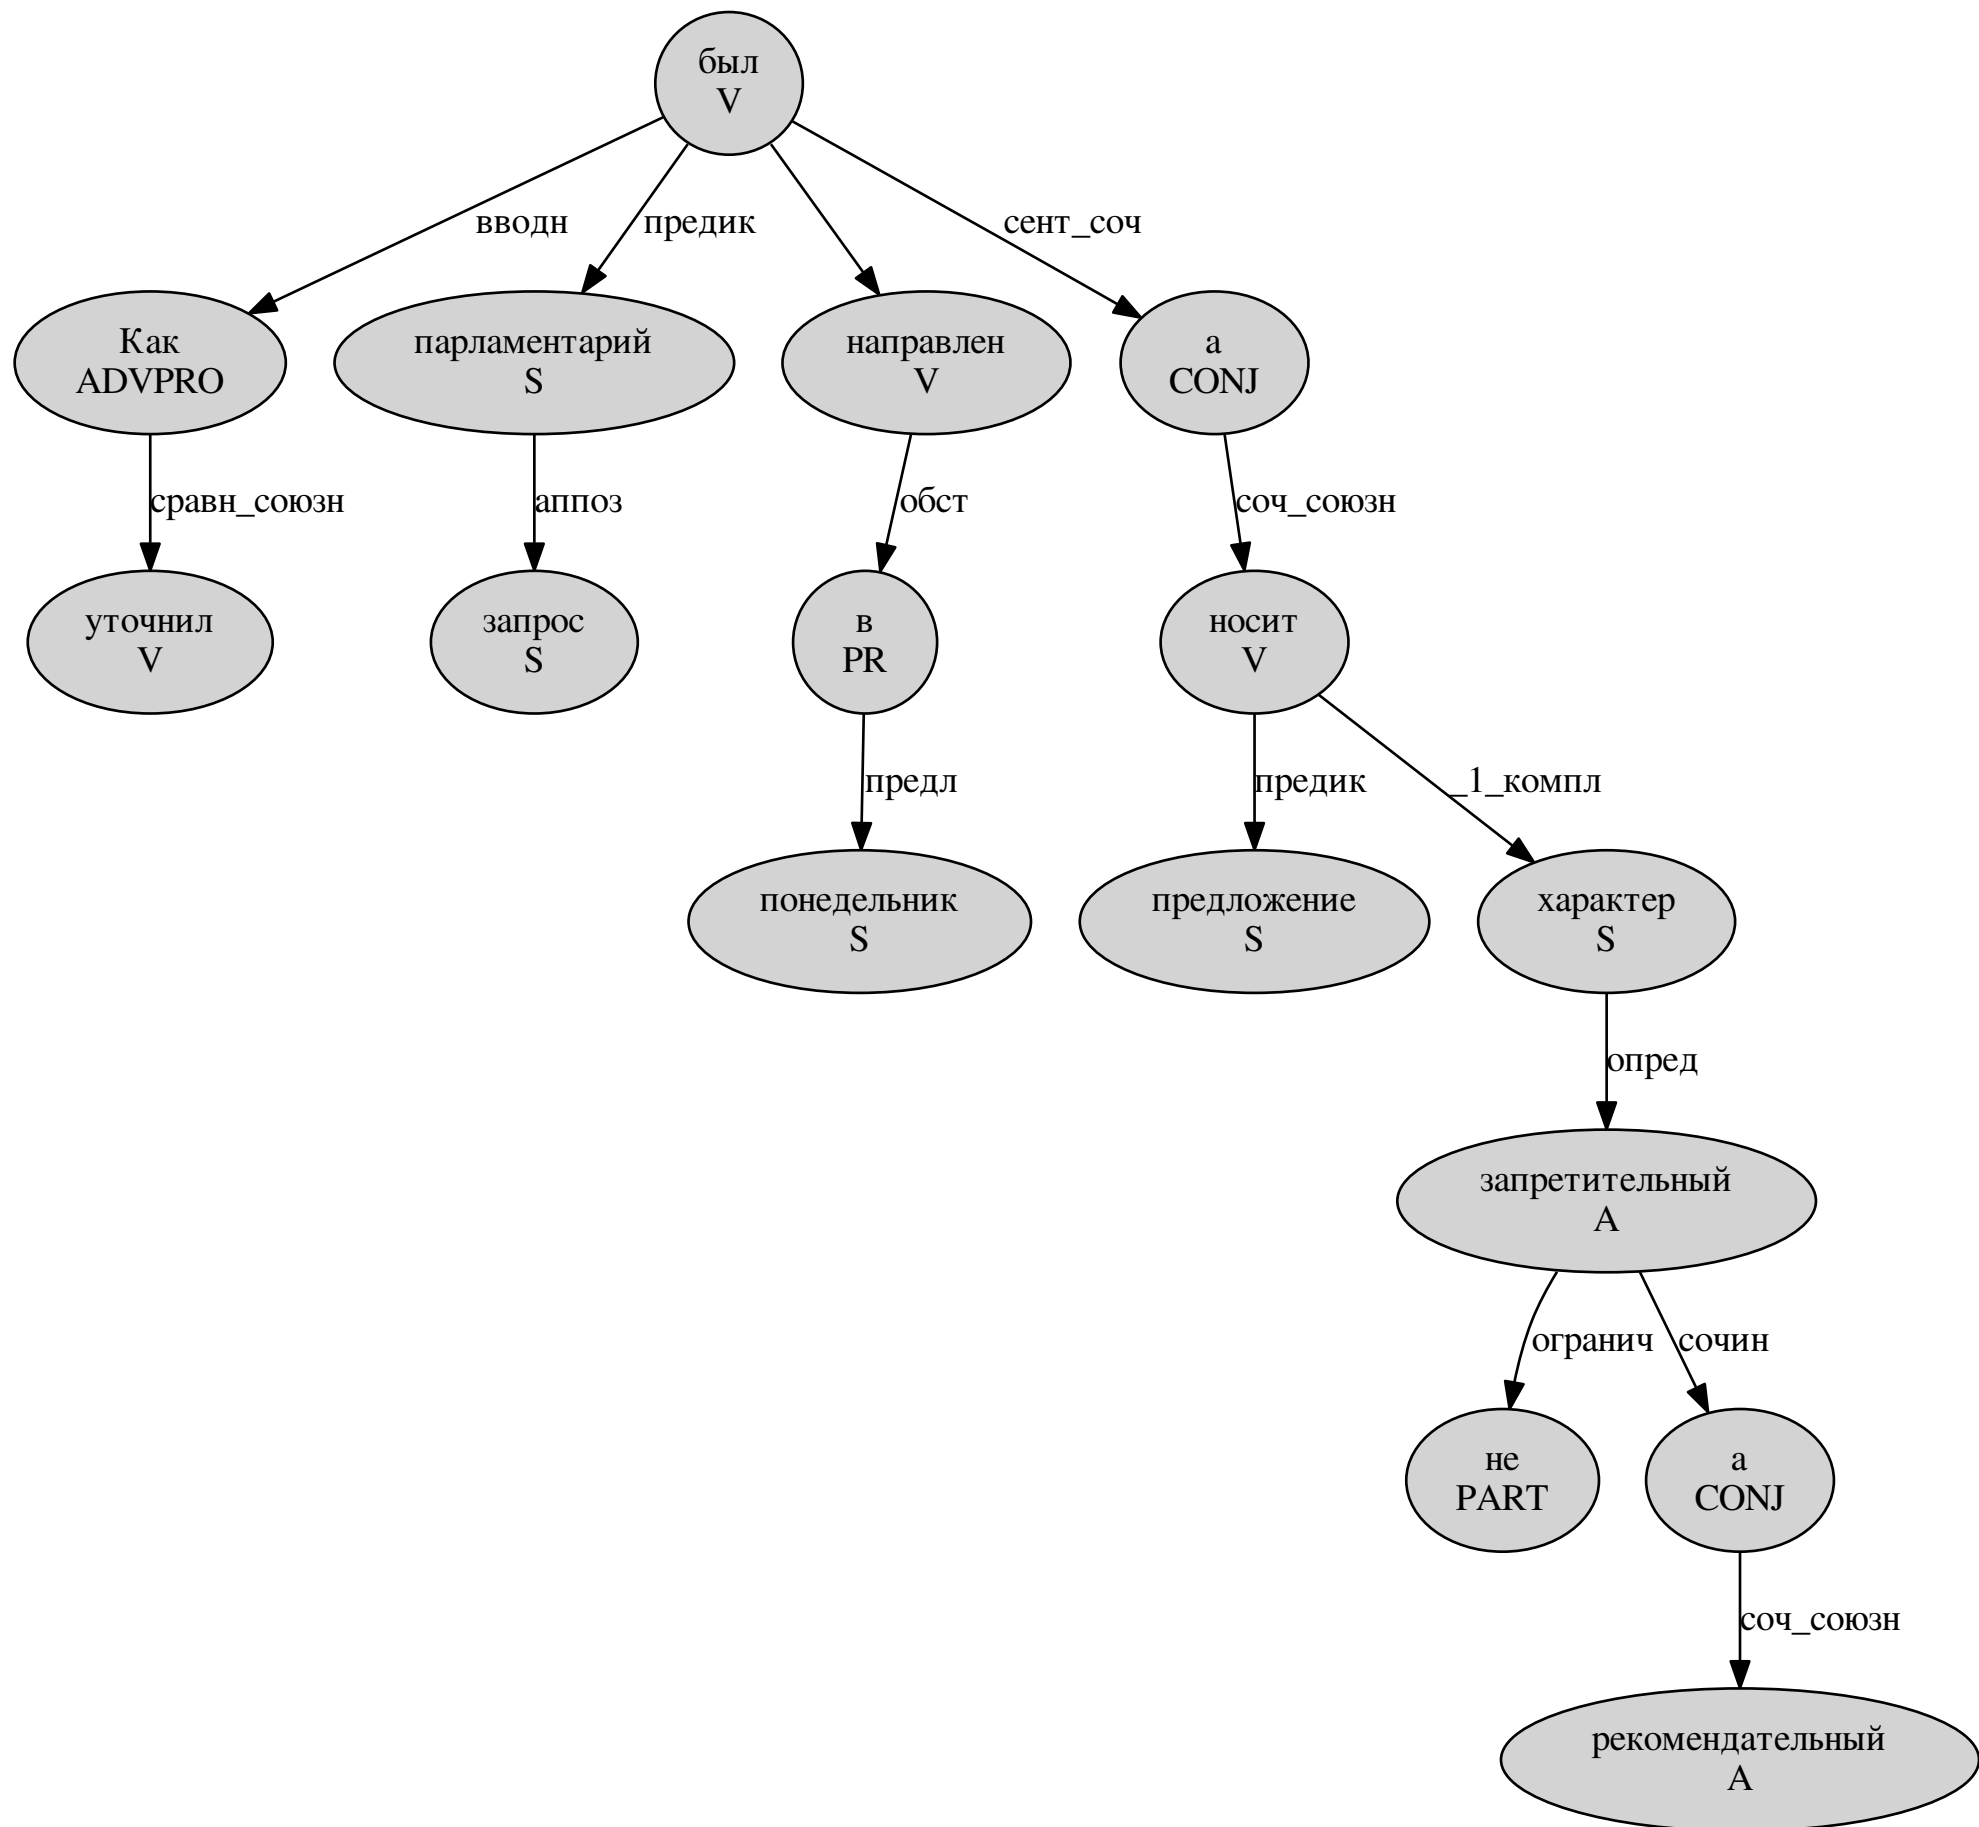 был
V
вводн
предик
сент_соч
Как
ADVPRO
парламентарий
S
направлен
V
а
CONJ
сравн_союзн
аппоз
обст
соч_союзн
уточнил
V
запрос
S
в
PR
носит
V
предл
предик
_1_компл
понедельник
S
предложение
S
характер
S
опред
запретительный
A
огранич
сочин
не
PART
а
CONJ
соч_союзн
рекомендательный
A